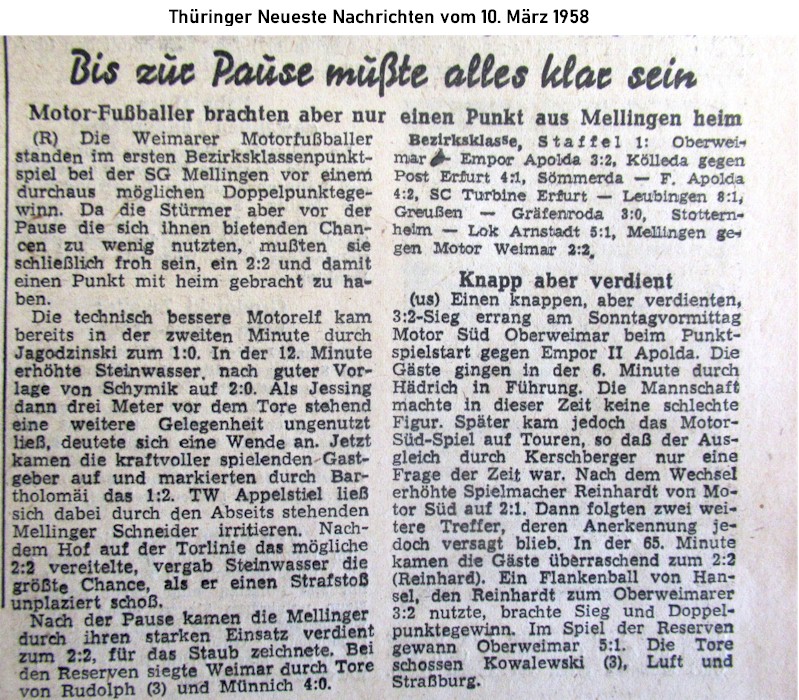 Thüringer Neueste Nachrichten vom 10. März 1958
Bis zur Pause mußte alles klar sein
Motor-Fußballer brachten aber nur einen Punkt aus Mellingen heim
(R) Die Weimarer Motorfußballer
standen im ersten Bezirksklassenpunkt-
spiel bei der SG Mellingen vor einem
durchaus möglichen Doppelpunktge-
winn. Da die Stürmer aber vor der
Pause die sich ihnen bietenden Chan-
cen zu wenig nutzten, mußten sie
schließlich froh sein, ein 2:2 und damit
einen Punkt mit heim gebracht zu ha-
ben.
Die technisch bessere Motorelf kam
bereits in der zweiten Minute durch
Jagodzinski zum 1:0. In der 12. Minute
erhöhte Steinwasser, nach guter Vor-
lage von Schymik auf 2:0. Als Jessing
dann drei Meter vor dem Tore stehend
eine weitere Gelegenheit ungenutzt
ließ, deutete sich eine Wende an. Jetzt
kamen die kraftvoller spielenden Gast-
geber auf und markierten durch Bar-
tholomäi das 1:2. TW Appelstiel ließ
sich dabei durch den Abseits stehenden
Mellinger Schneider irritieren. Nach-
dem Hof auf der Torlinie das mögliche
2:2 vereitelte, vergab Steinwasser die
größte Chance, als er einen Strafstoß
unplaziert schoß.
Nach der Pause kamen die Mellinger
durch ihren starken Einsatz verdient
zum 2:2, für das Staub zeichnete. Bei
den Reserven siegte Weimar durch Tore
von Rudolph (3) und Münnich 4:0.
Bezirksklasse, Staffel 1: Oberwei-
mar - Empor Apolda 3:2, Kölleda gegen
Post Erfurt 4:1, Sömmerda — F. Apolda
4:2, SC Turbine Erfurt — Leubingen 8:1,
Greußen — Gräfenroda 3:0, Stottern-
heim — Lok Arnstadt 5:1, Mellingen ge-
gen Motor Weimar 2:2.
Knapp aber verdient
(us) Einen knappen, aber verdienten,
3:2-Sieg errang am Sonntagvormittag
Motor Süd Oberweimar beim Punkt-
spielstart gegen Empor II Apolda. Die
Gäste gingen in der 6. Minute durch
Hädrich in Führung. Die Mannschaft
machte in dieser Zeit keine schlechte
Figur. Später kam jedoch das Motor-
Süd-Spiel auf Touren, so daß der Aus-
gleich durch Kerschberger nur eine
Frage der Zeit war. Nach dem Wechsel
erhöhte Spielmacher Reinhardt von Mo-
tor Süd auf 2:1. Dann folgten zwei wei-
tere Treffer, deren Anerkennung je-
doch versagt blieb. In der 65. Minute
kamen die Gäste überraschend zum 2:2
(Reinhard). Ein Flankenball von Han-
sel, den Reinhardt zum Oberweimarer
3:2 nutzte, brachte Sieg und Doppel-
punktegewinn. Im Spiel der Reserven
gewann Oberweimar 5:1. Die Tore
schossen Kowalewski (3), Luft und
Straßburg.